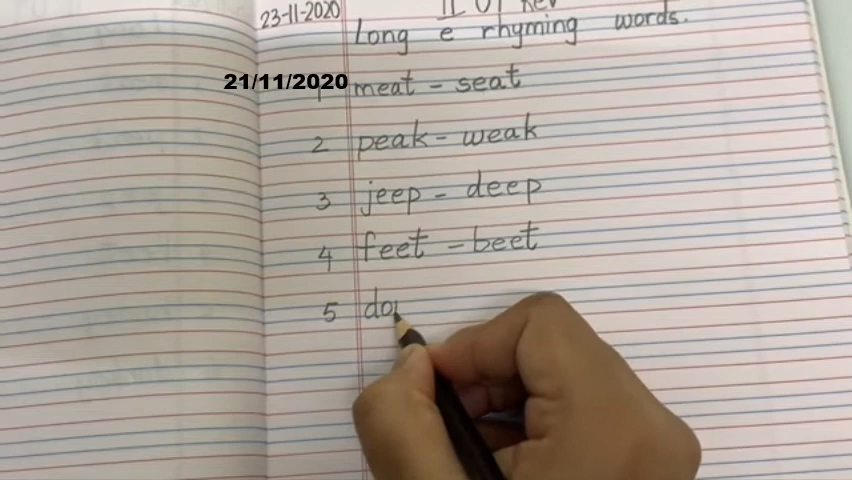 23-11-2020
Long e rhyming words.
21/11/2020
1 meat - seat
2 peak - weak
3 jeep - deep
4 feet - beet
5